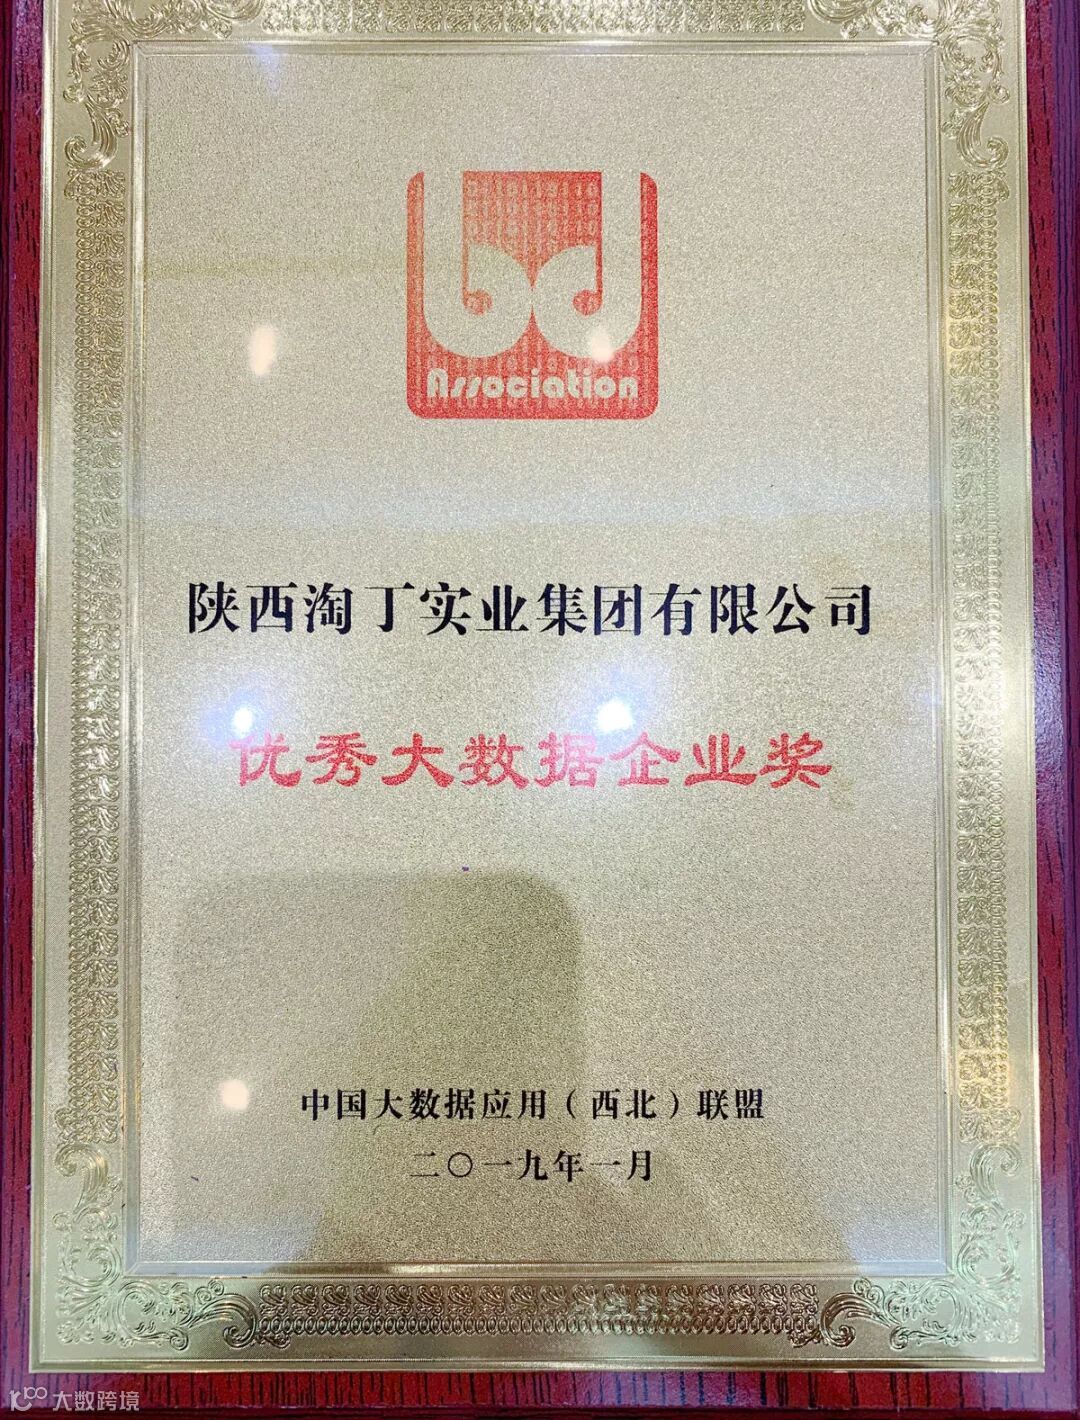 bd
Association
陕西淘丁实业集团有限公司
优秀大数据企业奖
中国大数据应用（西北）联盟
二〇一九年一月
大数跨境